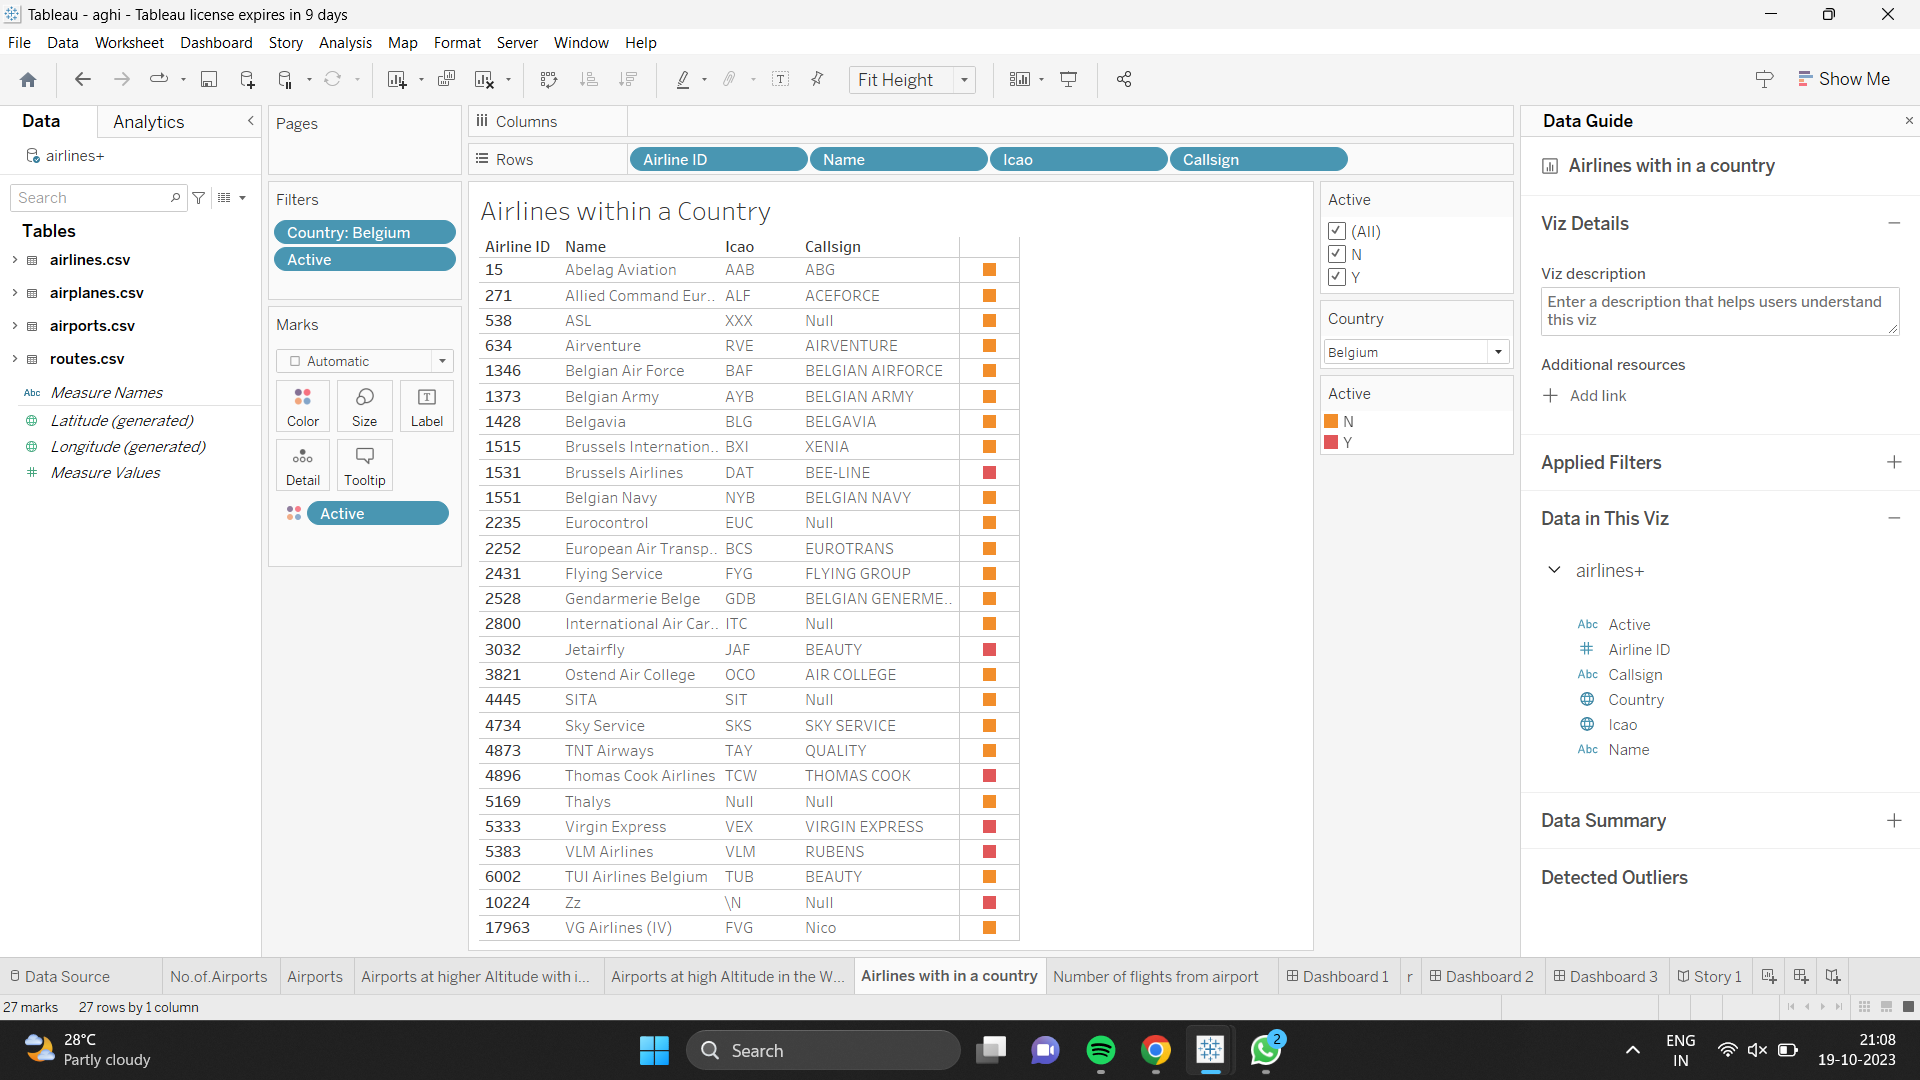 Tableau - aghi - Tableau license expires in 9 days
File Data Worksheet Dashboard Story Analysis Map Format Server Window Help
Fit Height
Show Me
Data Analytics
airlines+
Search
Tables
airlines.csv
airplanes.csv
airports.csv
routes.csv
Abc Measure Names
Latitude (generated)
Longitude (generated)
# Measure Values
Pages
Filters
Country: Belgium
Active
Marks
Automatic
Color Size Label
Detail Tooltip
Active
Columns
Rows Airline ID Name Icao Callsign
Airlines within a Country
Airline ID Name Icao Callsign
15 Abelag Aviation AAB ABG
271 Allied Command Eur.. ALF ACEFORCE
538 ASL XXX Null
634 Airventure RVE AIRVENTURE
1346 Belgian Air Force BAF BELGIAN AIRFORCE
1373 Belgian Army AYB BELGIAN ARMY
1428 Belgavia BLG BELGAVIA
1515 Brussels Internation.. BXI XENIA
1531 Brussels Airlines DAT BEE-LINE
1551 Belgian Navy NYB BELGIAN NAVY
2235 Eurocontrol EUC Null
2252 European Air Transp.. BCS EUROTRANS
2431 Flying Service FYG FLYING GROUP
2528 Gendarmerie Belge GDB BELGIAN GENERME..
2800 International Air Car.. ITC Null
3032 Jetairfly JAF BEAUTY
3821 Ostend Air College OCO AIR COLLEGE
4445 SITA SIT Null
4734 Sky Service SKS SKY SERVICE
4873 TNT Airways TAY QUALITY
4896 Thomas Cook Airlines TCW THOMAS COOK
5169 Thalys Null Null
5333 Virgin Express VEX VIRGIN EXPRESS
5383 VLM Airlines VLM RUBENS
6002 TUI Airlines Belgium TUB BEAUTY
10224 Zz \N Null
17963 VG Airlines (IV) FVG Nico
Active
(All)
N
Y
Country
Belgium
Active
N
Y
Data Guide
Airlines with in a country
Viz Details
Viz description
Enter a description that helps users understand
this viz
Additional resources
Add link
Applied Filters
Data in This Viz
airlines+
Abc Active
# Airline ID
Abc Callsign
Country
Icao
Abc Name
Data Summary
Detected Outliers
Data Source No.of.Airports Airports Airports at higher Altitude with i... Airports at high Altitude in the W... Airlines with in a country Number of flights from airport Dashboard 1 r Dashboard 2 Dashboard 3 Story 1
27 marks 27 rows by 1 column
28°C
Partly cloudy
Search
2
ENG
IN
21:08
19-10-2023